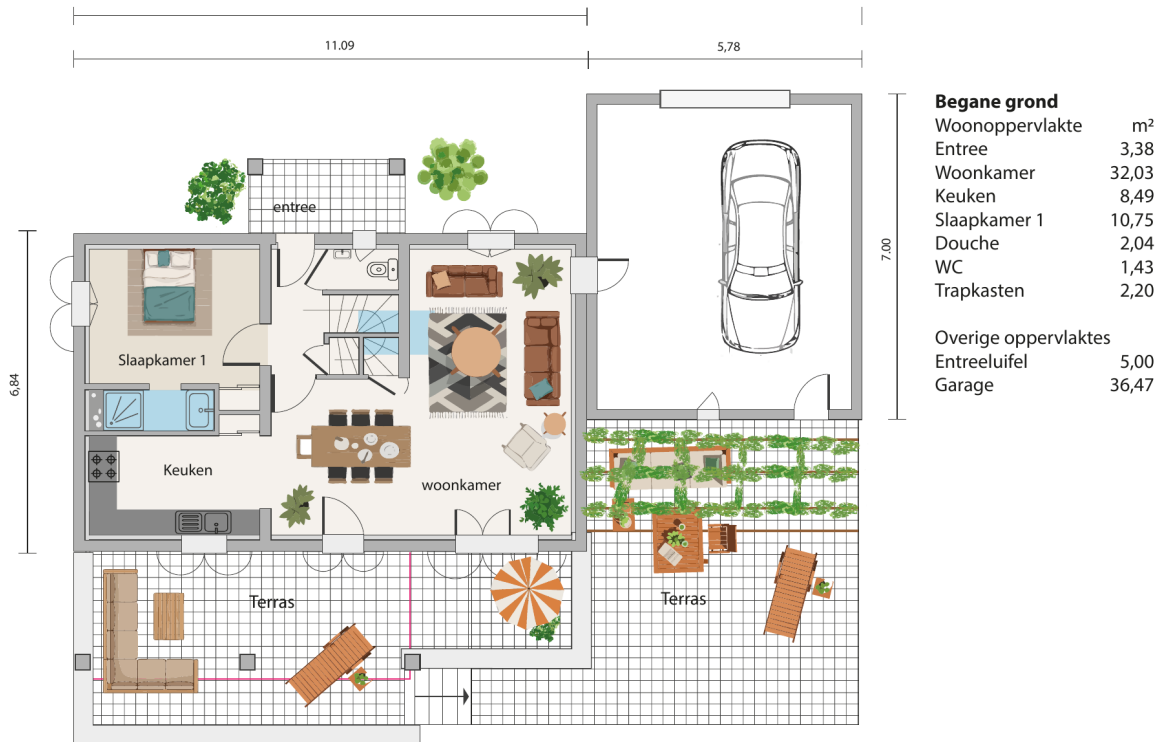 11.09
5,78
Begane grond
Woonoppervlakte m²
Entree 3,38
Woonkamer 32,03
Keuken 8,49
Slaapkamer 1 10,75
Douche 2,04
WC 1,43
Trapkasten 2,20
Overige oppervlaktes
Entreeluifel 5,00
Garage 36,47
entree
7.00
6,84
Slaapkamer 1
Keuken
woonkamer
Terras
Terras